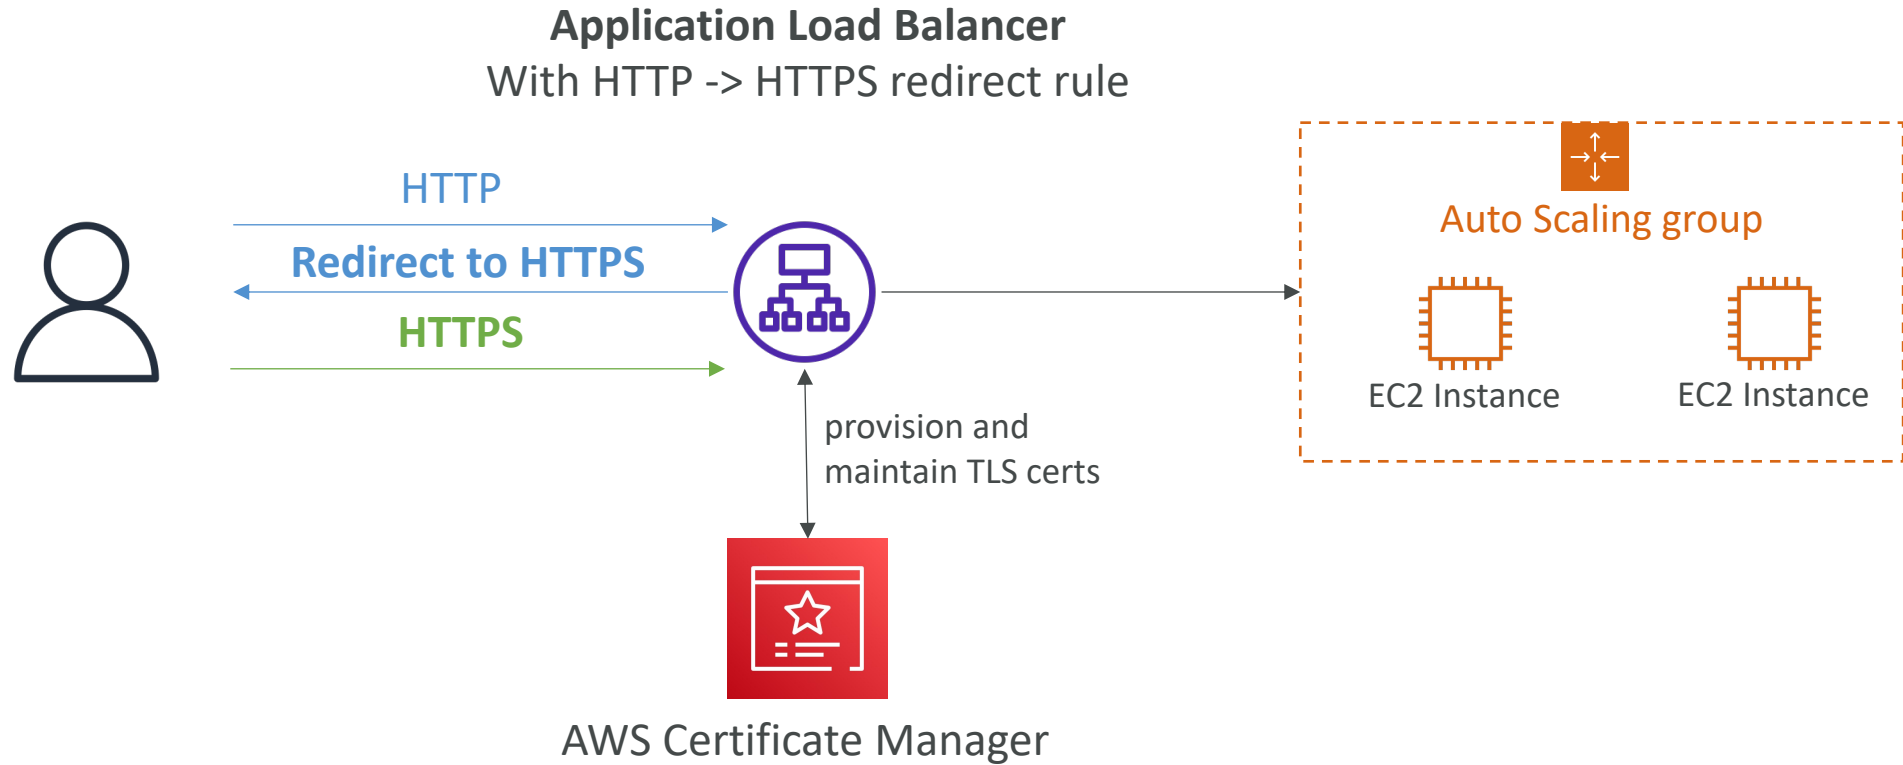 Application Load Balancer
With HTTP -> HTTPS redirect rule
HTTP
Redirect to HTTPS
HTTPS
Auto Scaling group
EC2 Instance
EC2 Instance
provision and
maintain TLS certs
AWS Certificate Manager